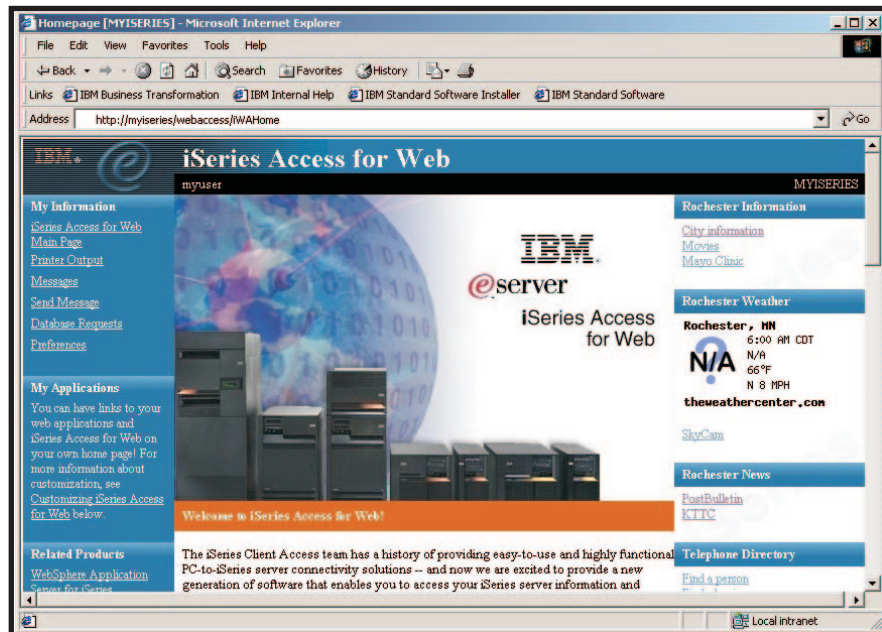 Homepage [MYISERIES] - Microsoft Internet Explorer
File Edit View Favorites Tools Help
Back Search Favorites History
Links IBM Business Transformation IBM Internal Help IBM Standard Software Installer IBM Standard Software
Address http://myiseries/webaccess/iWAHome Go
IBM iSeries Access for Web
myuser MYISERIES
My Information
iSeries Access for Web
Main Page
Printer Output
Messages
Send Message
Database Requests
Preferences
My Applications
You can have links to your
web applications and
iSeries Access for Web on
your own home page! For
more information about
customization, see
Customizing iSeries Access
for Web below.
Related Products
WebSphere Application
Server for iSeries
IBM
eserver
iSeries Access
for Web
Welcome to iSeries Access for Web!
The iSeries Client Access team has a history of providing easy-to-use and highly functional
PC-to-iSeries server connectivity solutions -- and now we are excited to provide a new
generation of software that enables you to access your iSeries server information and
Rochester Information
City information
Movies
Mayo Clinic
Rochester Weather
Rochester, MN
6:00 AM CDT
N/A
N/A
66°F
N 8 MPH
theweathercenter.com
SkyCam
Rochester News
PostBulletin
KTTC
Telephone Directory
Find a person
Local intranet